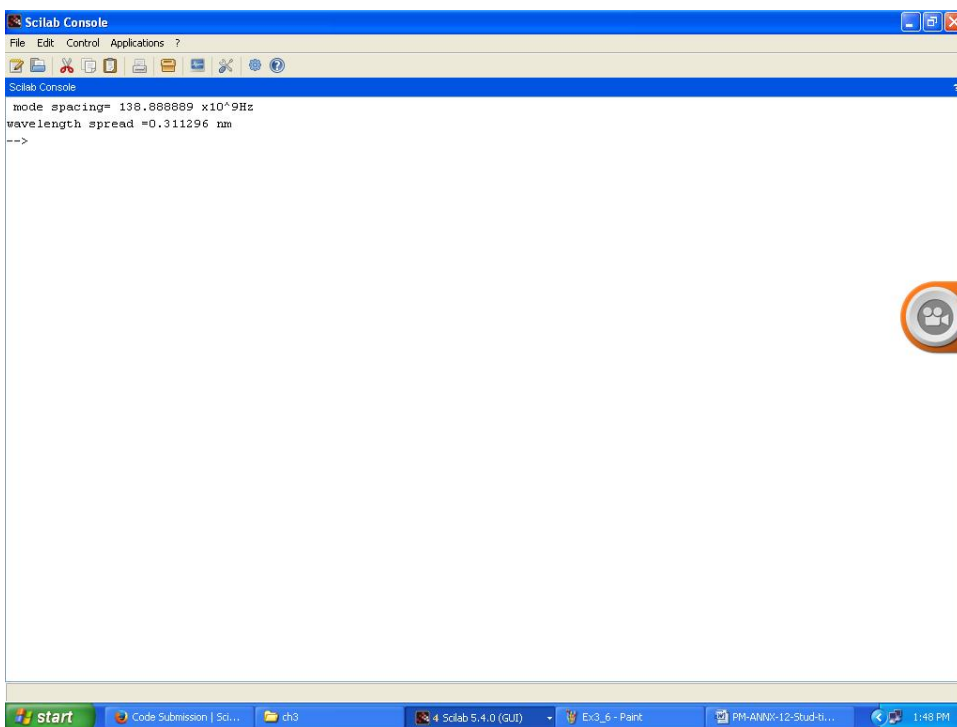 Scilab Console
File Edit Control Applications ?
Scilab Console ?
mode spacing= 138.888889 x10^9Hz
wavelength spread =0.311296 nm
-->
start Code Submission | Sci... ch3 4 Scilab 5.4.0 (GUI) Ex3_6 - Paint PM-ANNX-12-Stud-ti... 1:48 PM